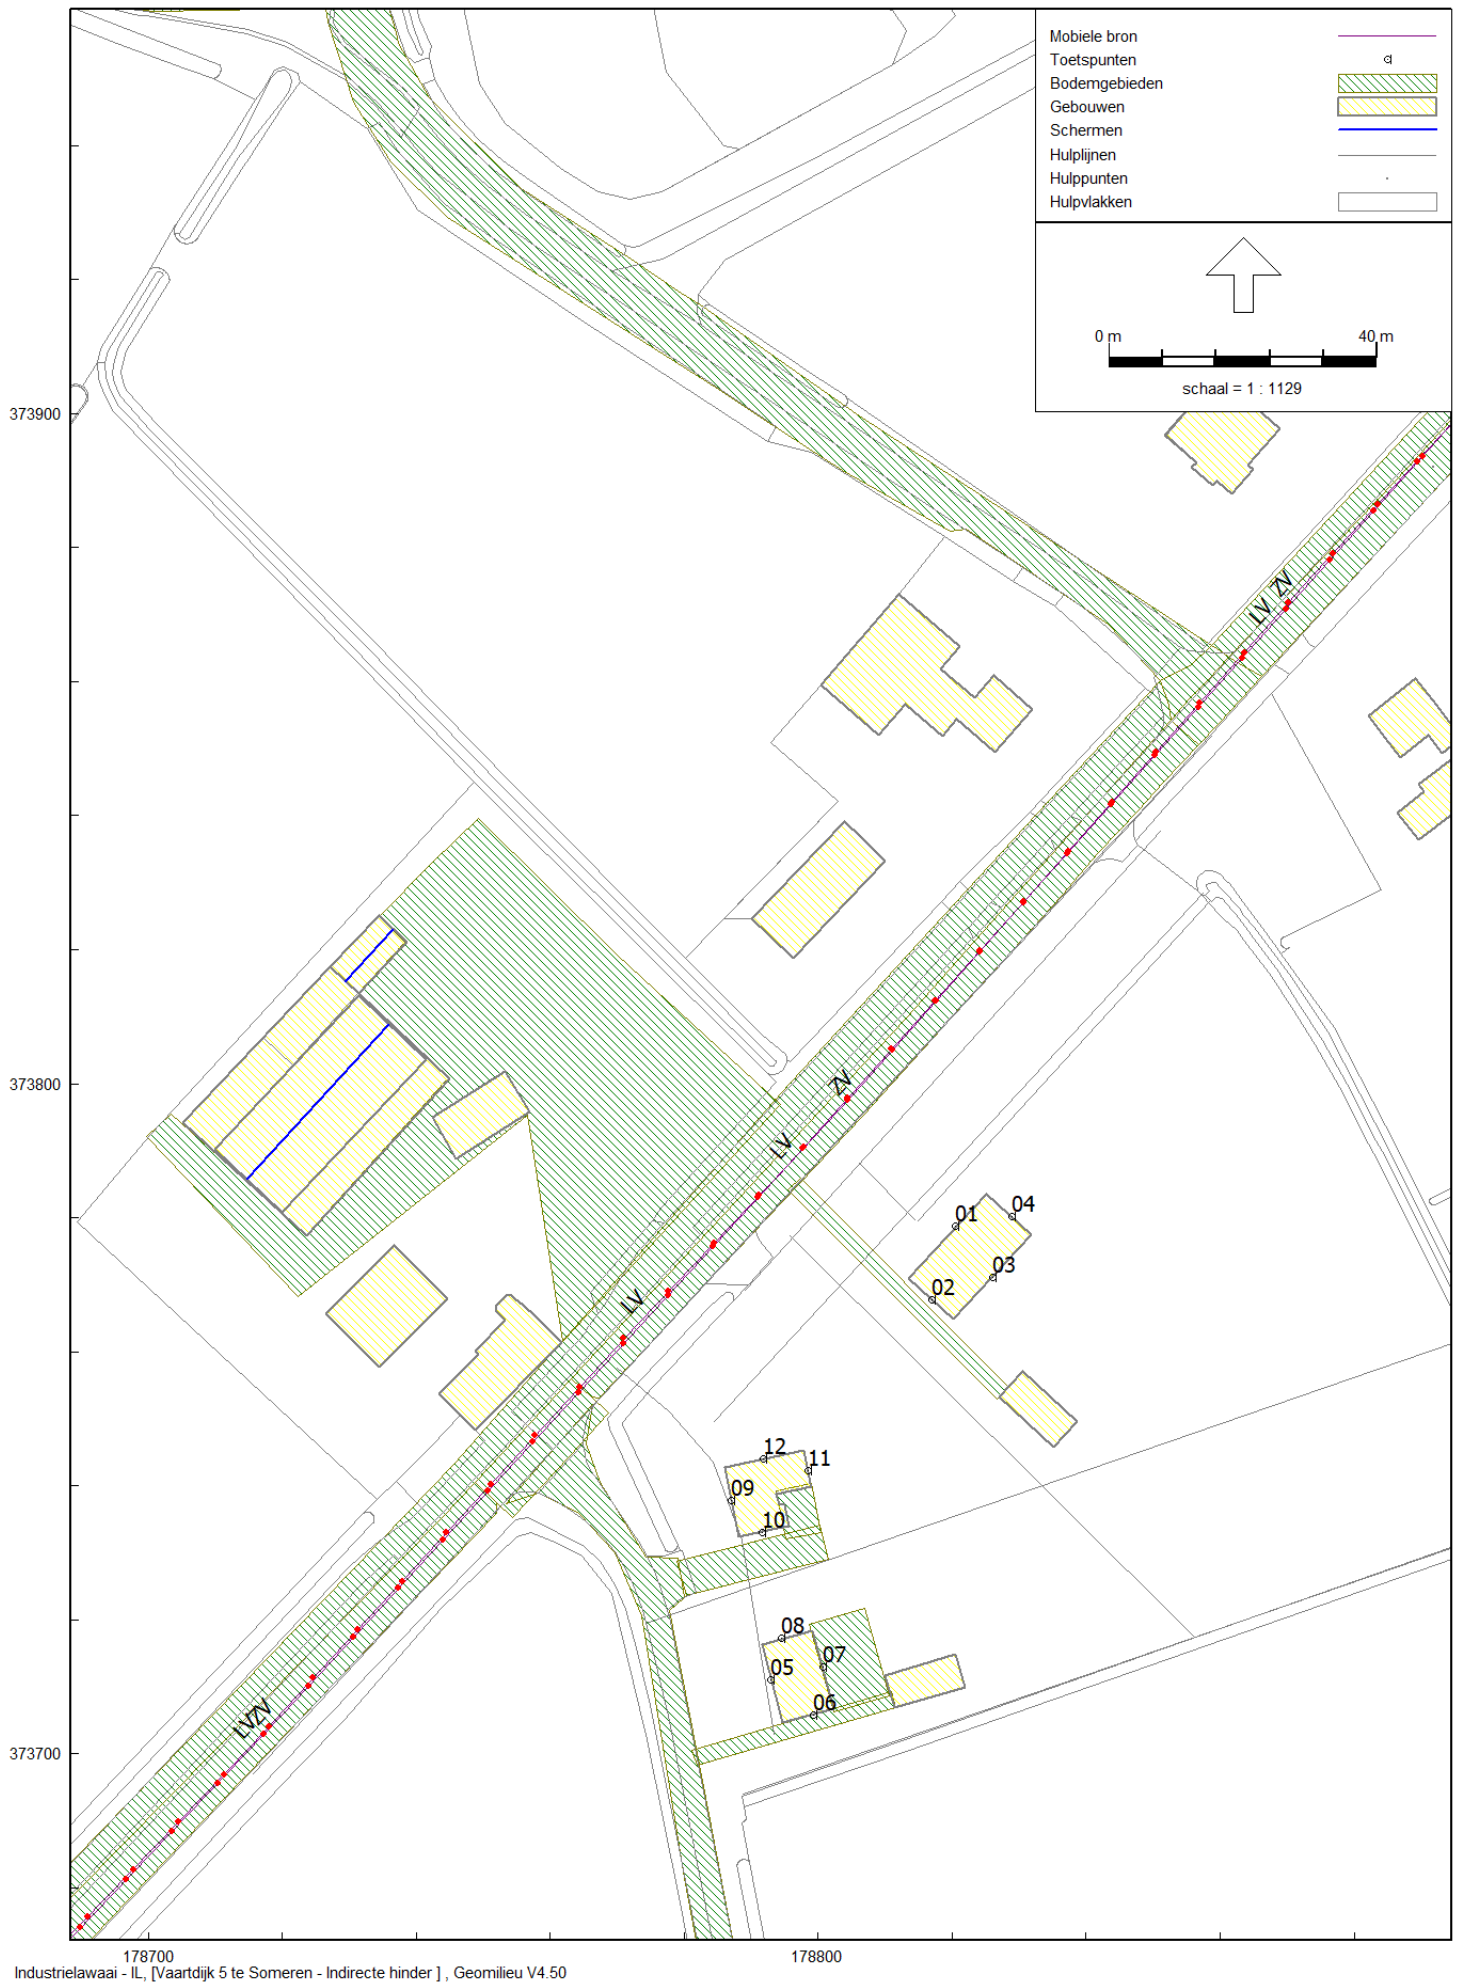 Mobiele bron
Toetspunten
Bodemgebieden
Gebouwen
Schermen
Hulplijnen
Hulppunten
Hulpvlakken
0 m 40 m
schaal = 1 : 1129
373900
LV ZV
373800
ZV
LV
01
04
03
02
LV
12
11
09
10
08
07
05
06
LV ZV
373700
178700 178800
Industrielawaai - IL, [Vaartdijk 5 te Someren - Indirecte hinder ] , Geomilieu V4.50